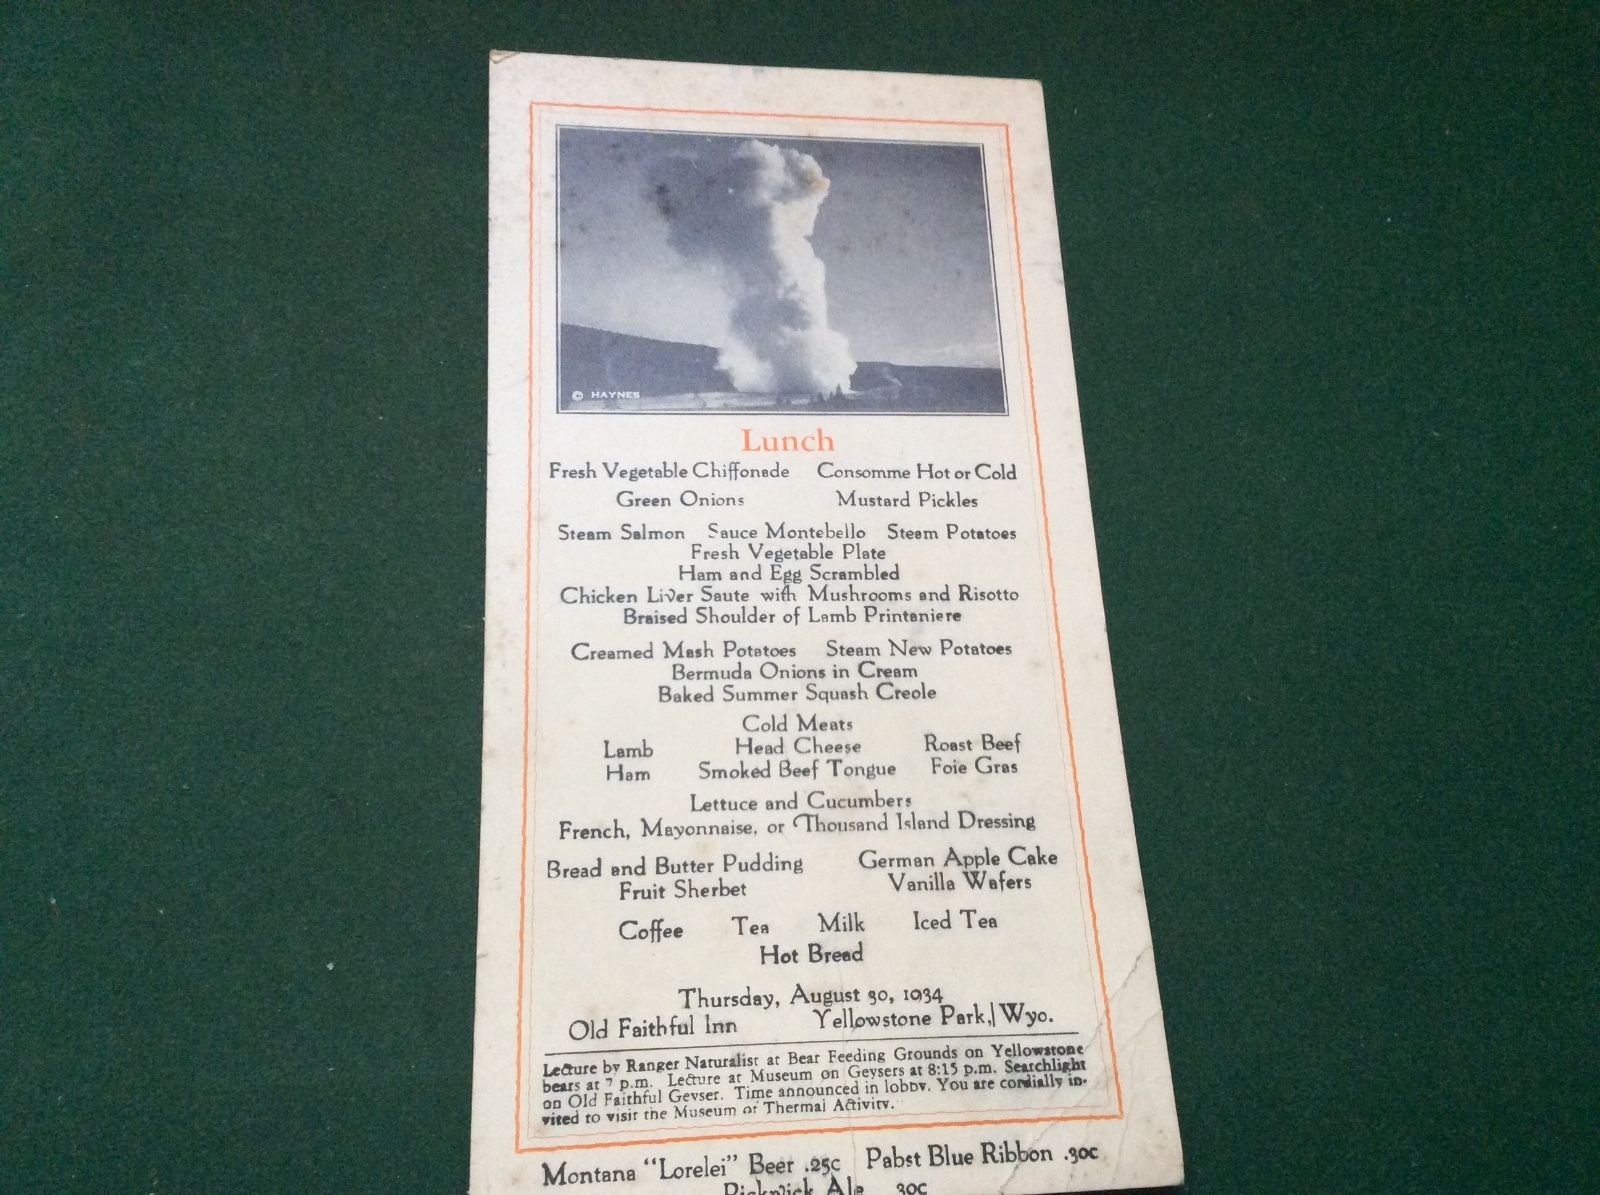 © HAYNES
Lunch
Fresh Vegetable Chiffonade Consomme Hot or Cold
Green Onions Mustard Pickles
Steam Salmon Sauce Montebello Steam Potatoes
Fresh Vegetable Plate
Ham and Egg Scrambled
Chicken Liver Saute with Mushrooms and Risotto
Braised Shoulder of Lamb Printaniere
Creamed Mash Potatoes Steam New Potatoes
Bermuda Onions in Cream
Baked Summer Squash Creole
Cold Meats
Lamb Head Cheese Roast Beef
Ham Smoked Beef Tongue Foie Gras
Lettuce and Cucumbers
French, Mayonnaise, or Thousand Island Dressing
Bread and Butter Pudding German Apple Cake
Fruit Sherbet Vanilla Wafers
Coffee Tea Milk Iced Tea
Hot Bread
Thursday, August 30, 1934
Old Faithful Inn Yellowstone Park, Wyo.
Lecture by Ranger Naturalist at Bear Feeding Grounds on Yellowstone
bears at 7 p.m. Lecture at Museum on Geysers at 8:15 p.m. Searchlight
on Old Faithful Geyser. Time announced in lobby. You are cordially in-
vited to visit the Museum of Thermal Activity.
Montana "Lorelei" Beer .25c Pabst Blue Ribbon .30c
Pickwick Ale .30c